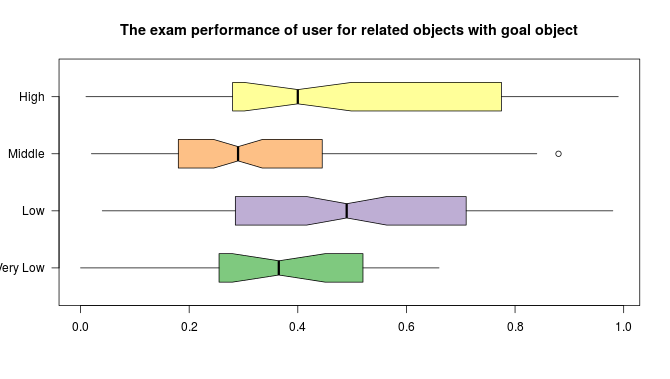 The exam performance of user for related objects with goal object
High
Middle
Low
Very Low
0.0 0.2 0.4 0.6 0.8 1.0